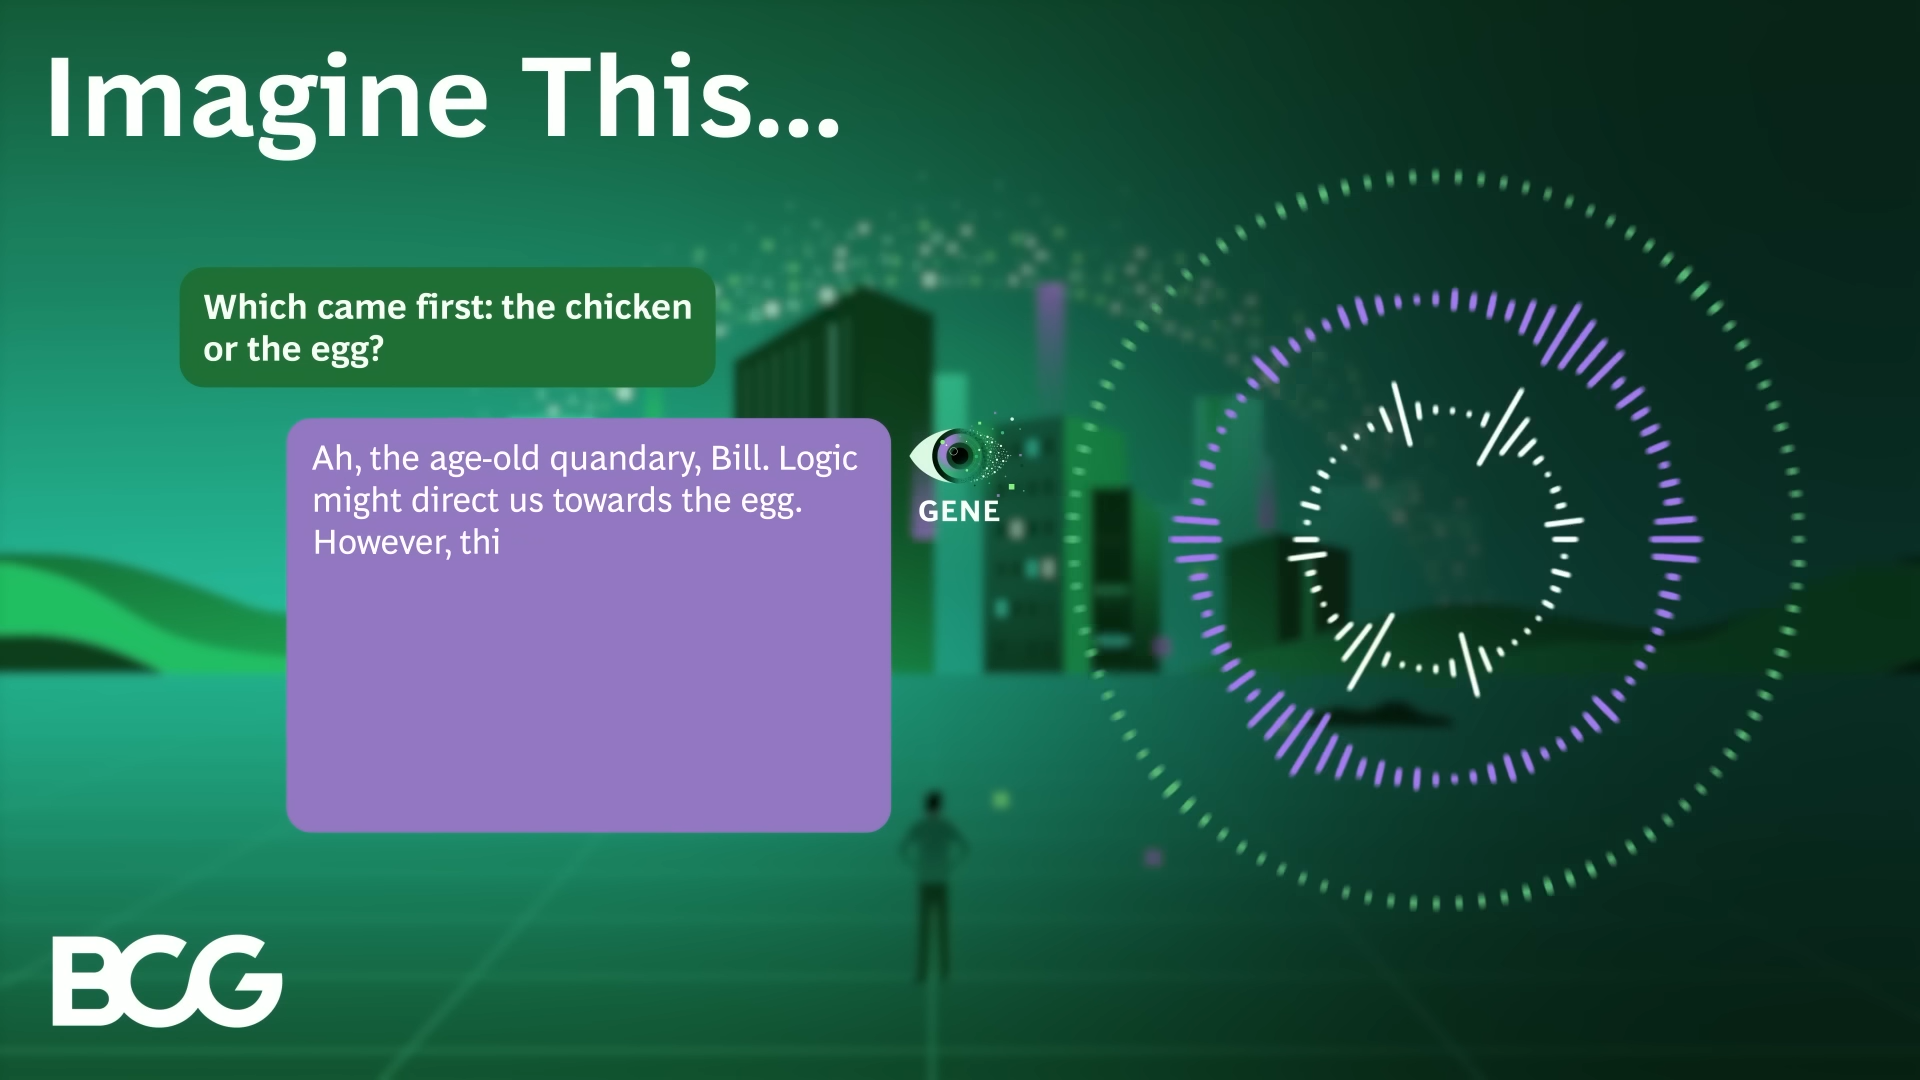 Imagine This...
Which came first: the chicken
or the egg?
Ah, the age-old quandary, Bill. Logic
might direct us towards the egg.
However, thi
GENE
BCG